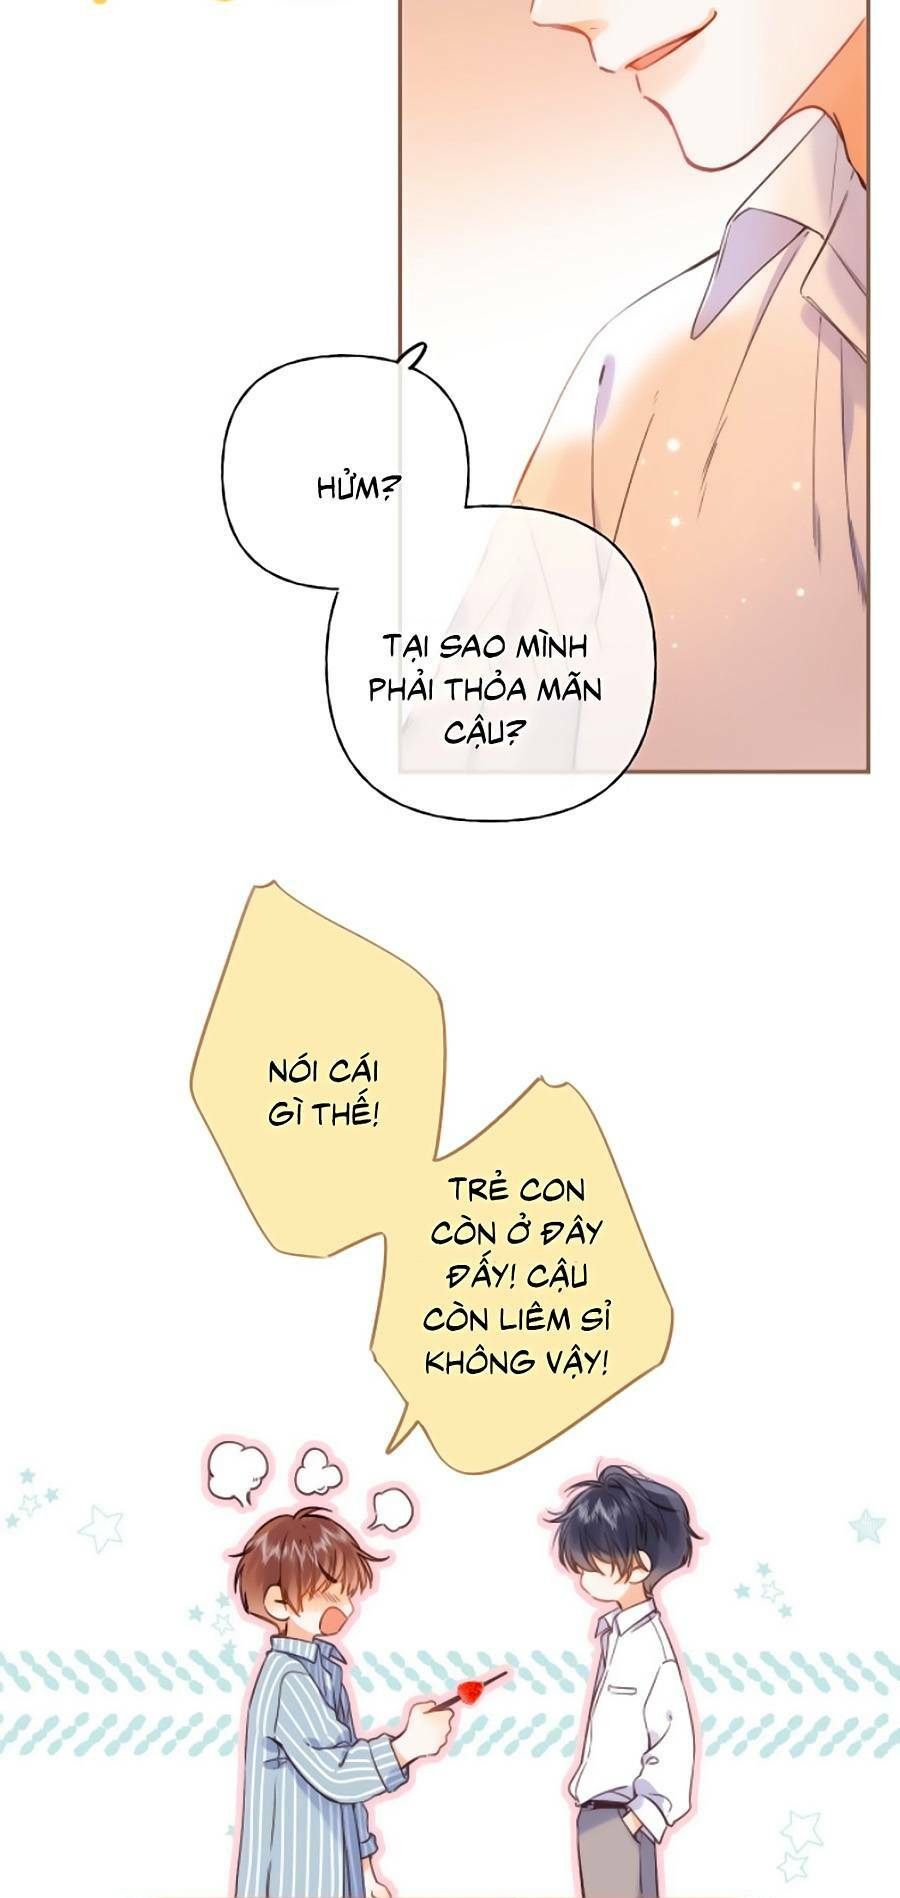 HỬM?
TẠI SAO MÌNH
PHẢI THỎA MÃN
CẬU?
NÓI CÁI
GÌ THẾ!
TRẺ CON
CÒN Ở ĐÂY
ĐẤY! CẬU
CÒN LIÊM SỈ
KHÔNG VẬY!